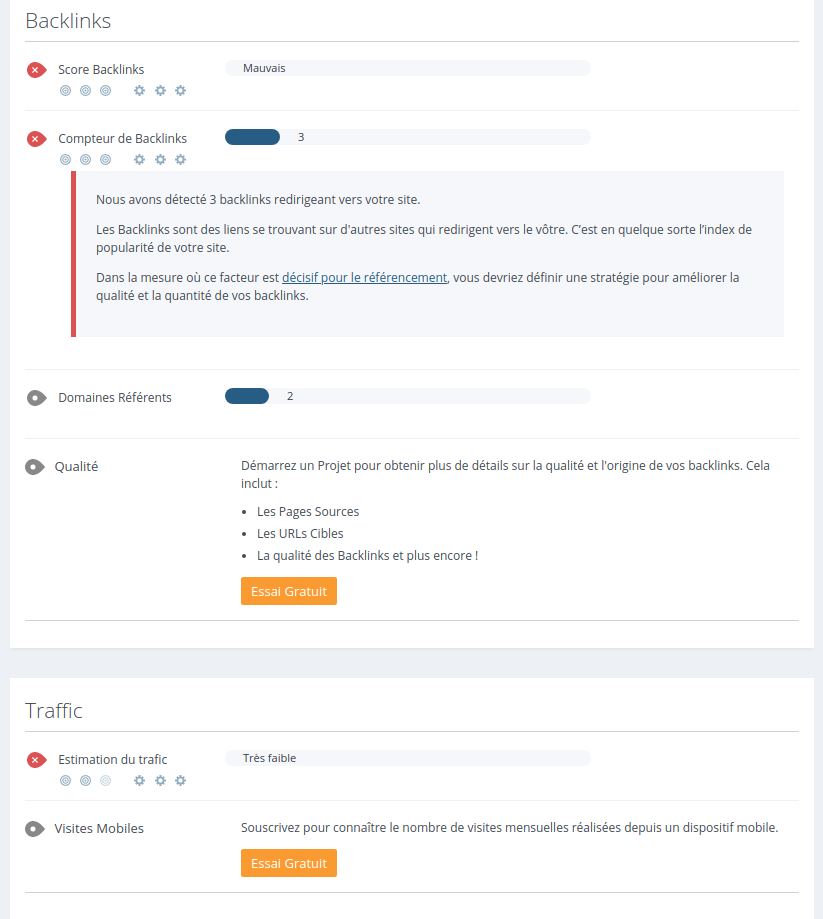 Backlinks
Score Backlinks
Mauvais
Compteur de Backlinks
3
Nous avons détecté 3 backlinks redirigeant vers votre site.
Les Backlinks sont des liens se trouvant sur d'autres sites qui redirigent vers le vôtre. C’est en quelque sorte l’index de
popularité de votre site.
Dans la mesure où ce facteur est décisif pour le référencement, vous devriez définir une stratégie pour améliorer la
qualité et la quantité de vos backlinks.
Domaines Référents
2
Qualité
Démarrez un Projet pour obtenir plus de détails sur la qualité et l'origine de vos backlinks. Cela
inclut :
• Les Pages Sources
• Les URLs Cibles
• La qualité des Backlinks et plus encore !
Essai Gratuit
Traffic
Estimation du trafic
Très faible
Visites Mobiles
Souscrivez pour connaître le nombre de visites mensuelles réalisées depuis un dispositif mobile.
Essai Gratuit